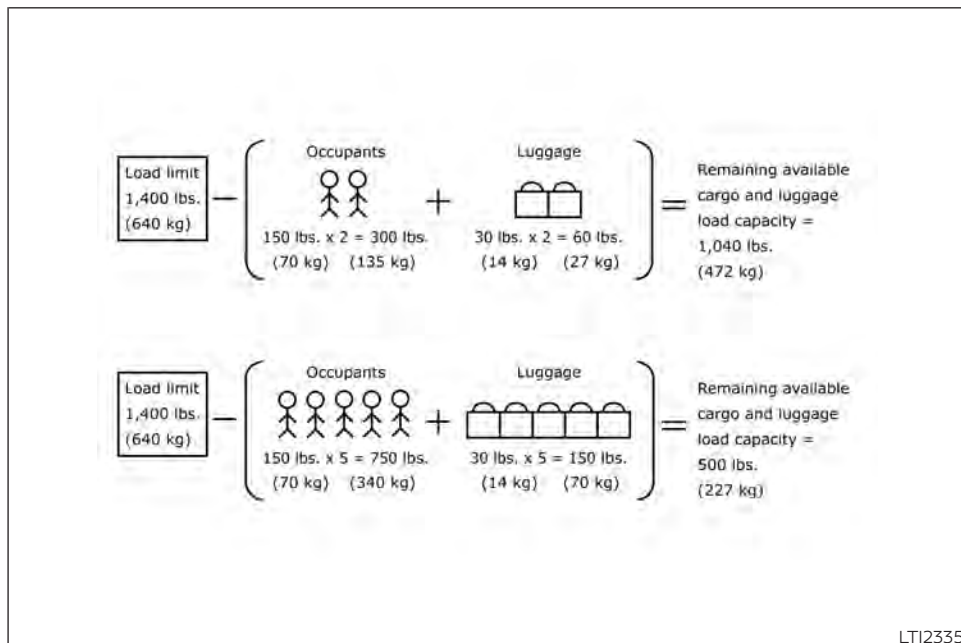 Load limit
1,400 lbs.
(640 kg)
Occupants
150 lbs. x 2 = 300 lbs.
(70 kg) (135 kg)
+
Luggage
30 lbs. x 2 = 60 lbs.
(14 kg) (27 kg)
=
Remaining available
cargo and luggage
load capacity =
1,040 lbs.
(472 kg)
Load limit
1,400 lbs.
(640 kg)
Occupants
150 lbs. x 5 = 750 lbs.
(70 kg) (340 kg)
+
Luggage
30 lbs. x 5 = 150 lbs.
(14 kg) (70 kg)
=
Remaining available
cargo and luggage
load capacity =
500 lbs.
(227 kg)
LTI2335